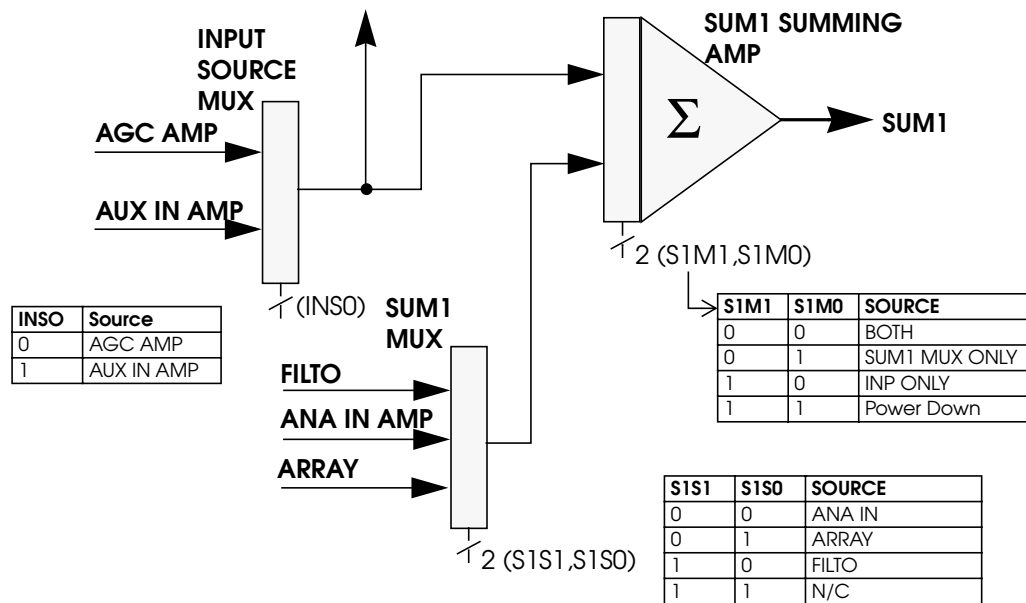 INPUT
SOURCE
MUX
SUM1 SUMMING
AMP
AGC AMP
AUX IN AMP
Σ
SUM1
2 (S1M1,S1M0)
(INS0)
INSO Source
0 AGC AMP
1 AUX IN AMP
SUM1
MUX
S1M1 S1M0 SOURCE
0 0 BOTH
0 1 SUM1 MUX ONLY
1 0 INP ONLY
1 1 Power Down
FILTO
ANA IN AMP
ARRAY
2 (S1S1,S1S0)
S1S1 S1S0 SOURCE
0 0 ANA IN
0 1 ARRAY
1 0 FILTO
1 1 N/C